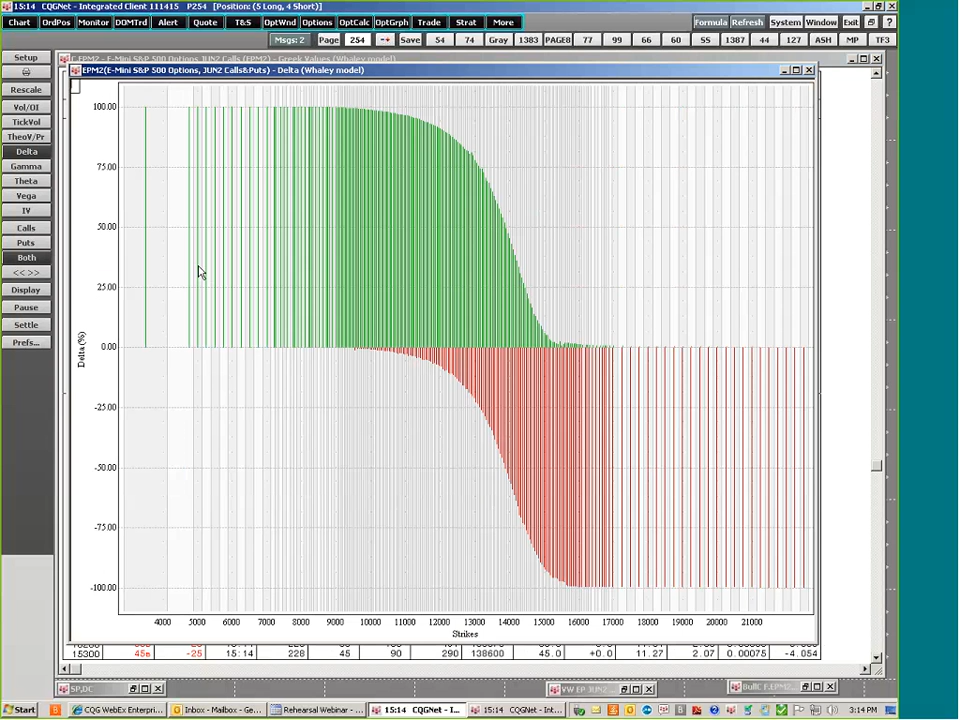 15:14 CQGNet - Integrated Client 111415 P254 [Position: (5 Long, 4 Short)]
Chart OrdPos Monitor DOMTrd Alert Quote T&S OptWnd Options OptCalc OptGrph Trade Strat More Formula Refresh System Window Exit
Msgs: 2 Page 254 Save 54 74 Gray 1383 PAGE8 77 99 66 60 55 1387 44 127 ASH MP TF3
Setup
Rescale
Vol/OI
TickVol
TheoV/Pr
Delta
Gamma
Theta
Vega
IV
Calls
Puts
Both
<< >>
Display
Pause
Settle
Prefs...
EPM2(E-Mini S&P 500 Options, JUN2 Calls&Puts) - Delta (Whaley model)
100.00
75.00
50.00
25.00
0.00
-25.00
-50.00
-75.00
-100.00
Delta (%)
4000 5000 6000 7000 8000 9000 10000 11000 12000 13000 14000 15000 16000 17000 18000 19000 20000 21000
Strikes
15300 45a -25 15:14 228 45 90 290 138600 45.0 +0.0 11.27 2.07 0.00075 -4.054
SP,DC
VW EP JUN2
BullC F.EPM2...
Start CQG WebEx Enterpri... Inbox - Mailbox - Ge... Rehearsal Webinar - ... 15:14 CQGNet - I... 15:14 CQGNet - Int... 3:14 PM